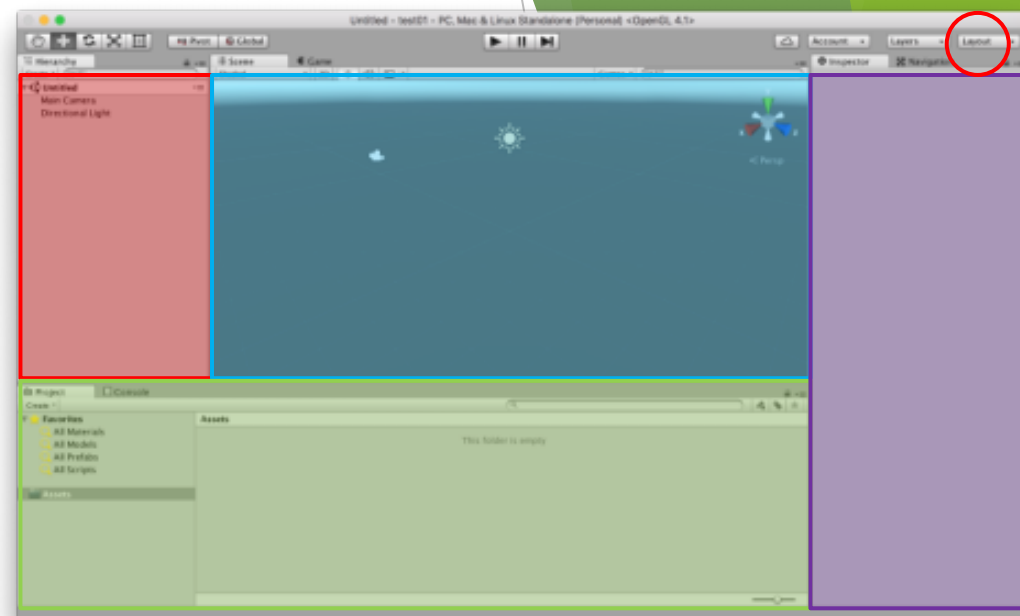 Untitled - test01 - PC, Mac & Linux Standalone (Personal) <OpenGL 4.1>
Pivot Global Account Layers Layout
Hierarchy Scene Game Inspector Navigation
Untitled
Main Camera
Directional Light
< Persp
Project Console
Create
Favorites Assets
All Materials
This folder is empty
All Models
All Prefabs
All Scripts
Assets